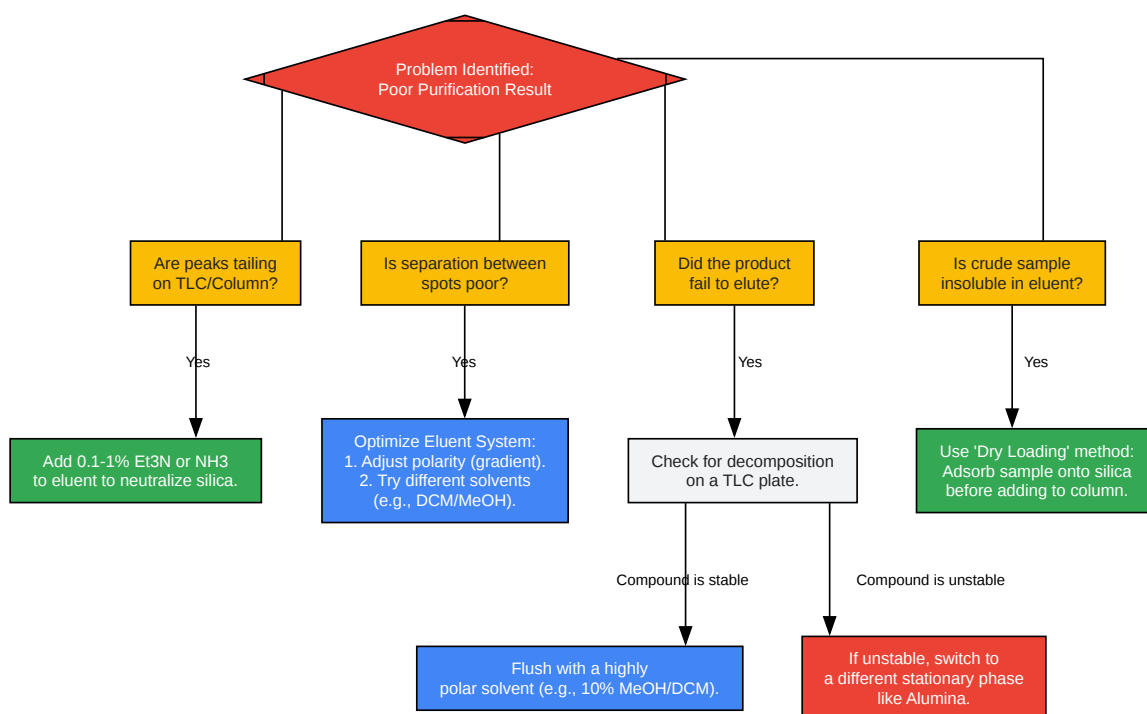 Problem Identified:
Poor Purification Result
Are peaks tailing
on TLC/Column?
Is separation between
spots poor?
Did the product
fail to elute?
Is crude sample
insoluble in eluent?
Yes
Yes
Yes
Yes
Add 0.1-1% Et3N or NH3
to eluent to neutralize silica.
Optimize Eluent System:
1. Adjust polarity (gradient).
2. Try different solvents
(e.g., DCM/MeOH).
Check for decomposition
on a TLC plate.
Use 'Dry Loading' method:
Adsorb sample onto silica
before adding to column.
Compound is stable
Compound is unstable
Flush with a highly
polar solvent (e.g., 10% MeOH/DCM).
If unstable, switch to
a different stationary phase
like Alumina.